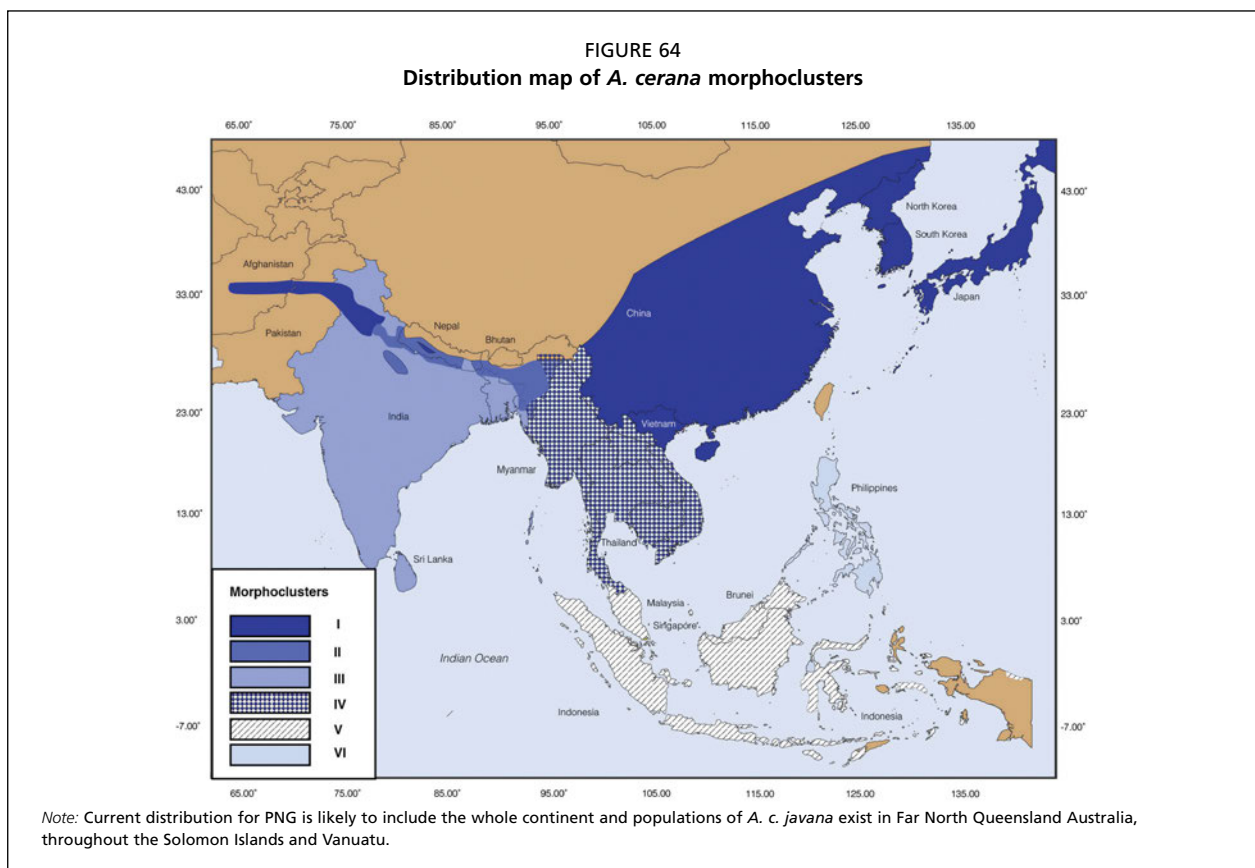 FIGURE 64
Distribution map of A. cerana morphoclusters
65.00° 75.00° 85.00° 95.00° 105.00° 115.00° 125.00° 135.00°
43.00° 43.00°
North Korea
South Korea
Afghanistan
33.00° 33.00°
Japan
China
Nepal
Pakistan
Bhutan
23.00° 23.00°
India
Vietnam
Myanmar
Philippines
13.00° 13.00°
Thailand
Sri Lanka
Morphoclusters
Malaysia
Brunei
I
Singapore
3.00° 3.00°
II
Indian Ocean
III
IV
Indonesia
Indonesia
-7.00° -7.00°
V
VI
65.00° 75.00° 85.00° 95.00° 105.00° 115.00° 125.00° 135.00°
Note: Current distribution for PNG is likely to include the whole continent and populations of A. c. javana exist in Far North Queensland Australia,
throughout the Solomon Islands and Vanuatu.